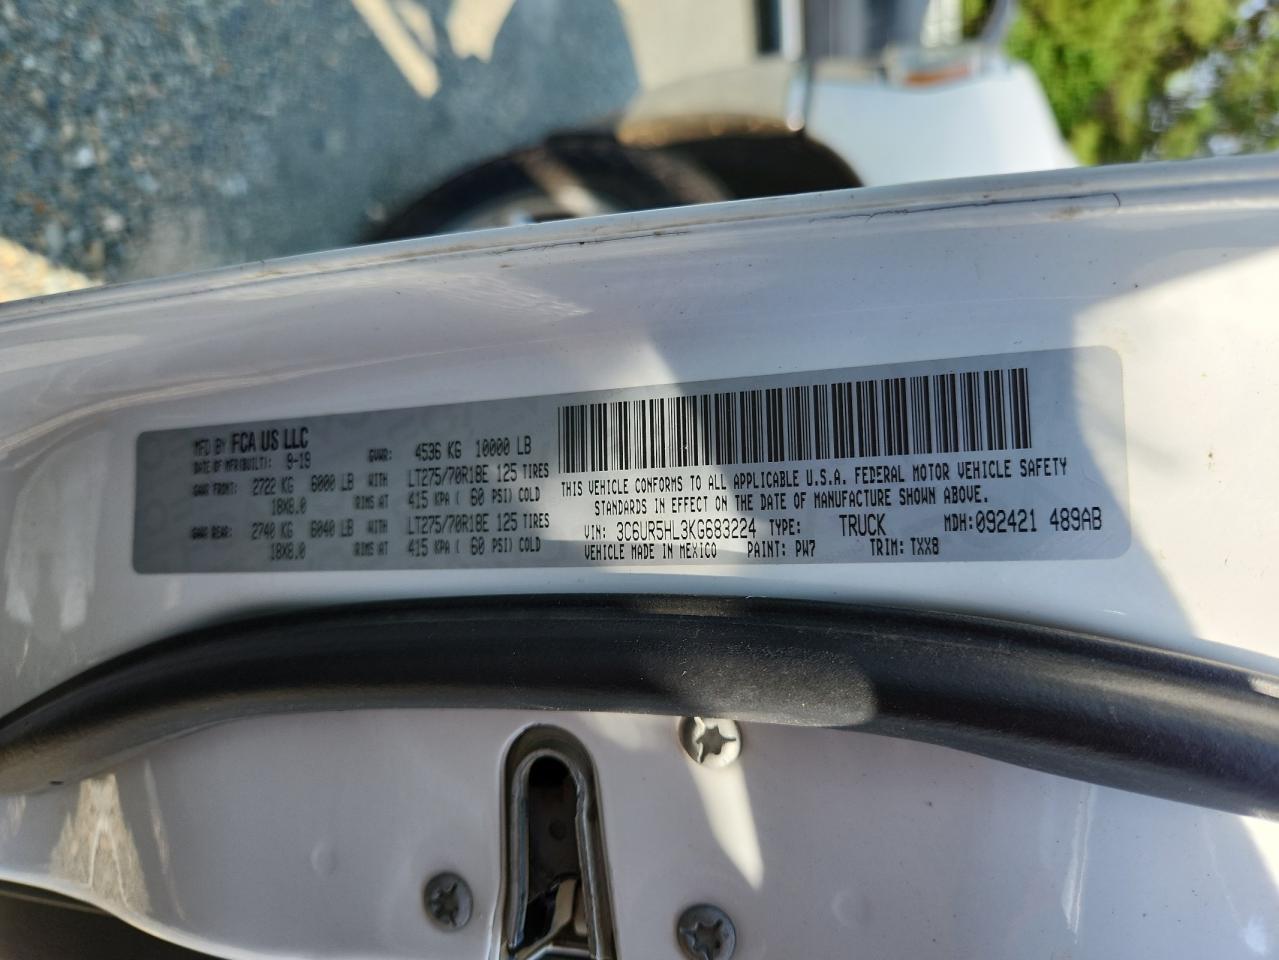 MFD BY FCA US LLC
DATE OF MFR(BUILT): 9-19 GVWR: 4536 KG 10000 LB
GAWR FRONT: 2722 KG 6000 LB WITH LT275/70R18E 125 TIRES
18X8.0 RIMS AT 415 KPA ( 60 PSI) COLD
GAWR REAR: 2740 KG 6040 LB WITH LT275/70R18E 125 TIRES
18X8.0 RIMS AT 415 KPA ( 60 PSI) COLD
THIS VEHICLE CONFORMS TO ALL APPLICABLE U.S.A. FEDERAL MOTOR VEHICLE SAFETY
STANDARDS IN EFFECT ON THE DATE OF MANUFACTURE SHOWN ABOVE.
VIN: 3C6UR5HL3KG683224 TYPE: TRUCK MDH: 092421 489AB
VEHICLE MADE IN MEXICO PAINT: PW7 TRIM: TXX8